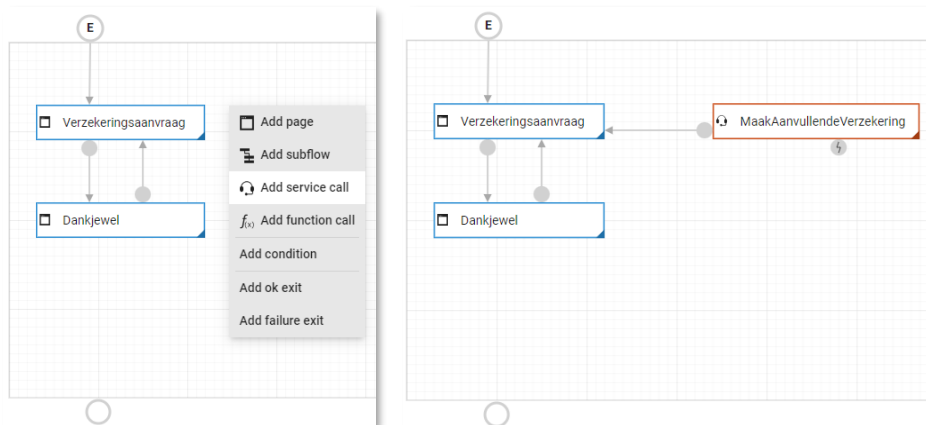 E
Verzekeringsaanvraag
Dankjewel
Add page
Add subflow
Add service call
f(x) Add function call
Add condition
Add ok exit
Add failure exit
E
Verzekeringsaanvraag
MaakAanvullendeVerzekering
Dankjewel